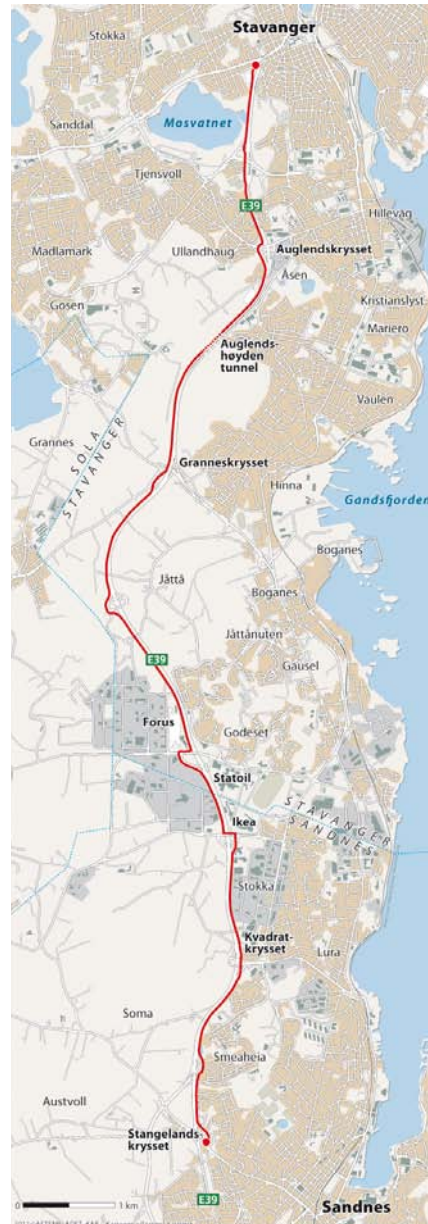 Stokka
Stavanger
Mosvatnet
Sanddal
Tjensvoll
E39
Hillevåg
Ullandhaug
Auglendskrysset
Madlamark
Åsen
Gosen
Kristianslyst
Auglends-
høyden
tunnel
Mariero
Vaulen
Grannes
SOLA
STAVANGER
Granneskrysset
Hinna
Gandsfjorden
Boganes
Jåttå
Boganes
Jåttånuten
E39
Gausel
Forus
Godeset
Statoil
Ikea
STAVANGER
SANDNES
Stokka
Kvadrat-
krysset
Lura
Soma
Smeaheia
Austvoll
Stangelands-
krysset
E39
0
1 km
Sandnes